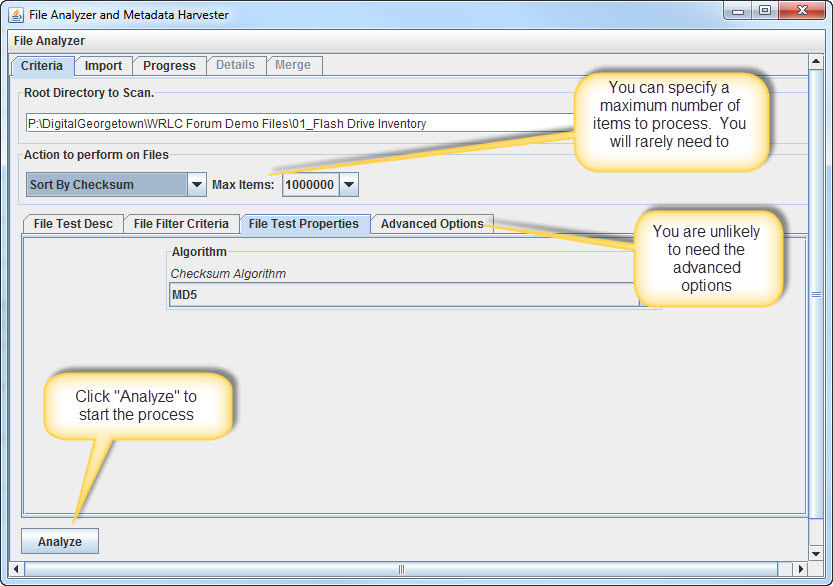 File Analyzer and Metadata Harvester
File Analyzer
Criteria Import Progress Details Merge
Root Directory to Scan.
P:\DigitalGeorgetown\WRLC Forum Demo Files\01_Flash Drive Inventory
You can specify a
maximum number of
items to process. You
will rarely need to
Action to perform on Files
Sort By Checksum Max Items: 1000000
File Test Desc File Filter Criteria File Test Properties Advanced Options
You are unlikely
to need the
advanced
options
Algorithm
Checksum Algorithm
MD5
Click "Analyze" to
start the process
Analyze